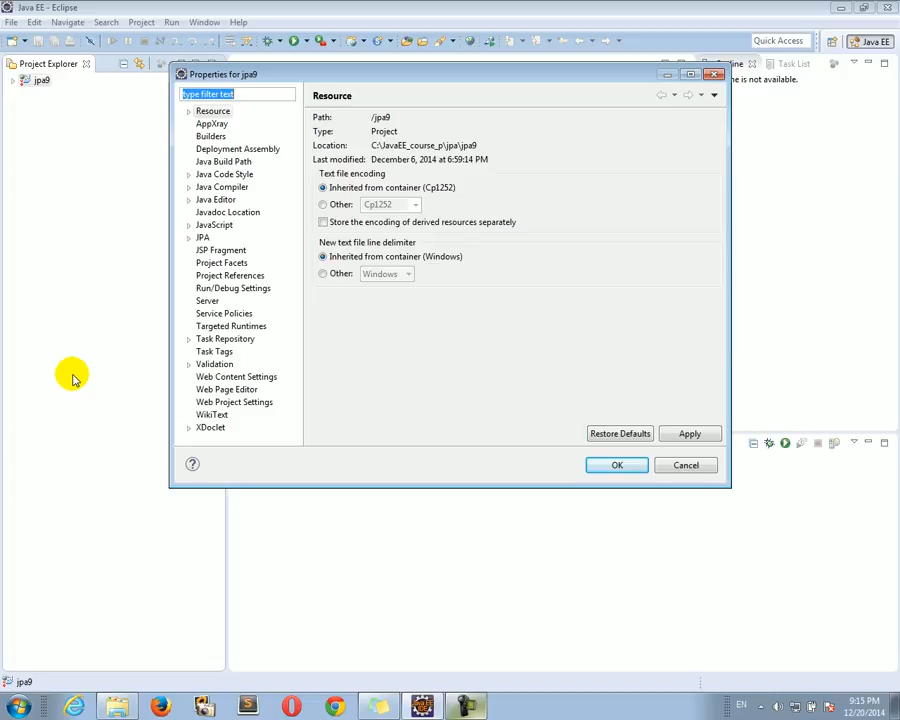 Java EE - Eclipse
File Edit Navigate Search Project Run Window Help
Quick Access
Java EE
Project Explorer
Task List
jpa9
Properties for jpa9
type filter text
Resource
AppXray
Builders
Deployment Assembly
Java Build Path
Java Code Style
Java Compiler
Java Editor
Javadoc Location
JavaScript
JPA
JSP Fragment
Project Facets
Project References
Run/Debug Settings
Server
Service Policies
Targeted Runtimes
Task Repository
Task Tags
Validation
Web Content Settings
Web Page Editor
Web Project Settings
WikiText
XDoclet
Resource
Path: /jpa9
Type: Project
Location: C:\JavaEE_course_p\jpa\jpa9
Last modified: December 6, 2014 at 6:59:14 PM
Text file encoding
Inherited from container (Cp1252)
Other: Cp1252
Store the encoding of derived resources separately
New text file line delimiter
Inherited from container (Windows)
Other: Windows
Restore Defaults Apply
OK Cancel
ne is not available.
jpa9
EN
9:15 PM
12/20/2014